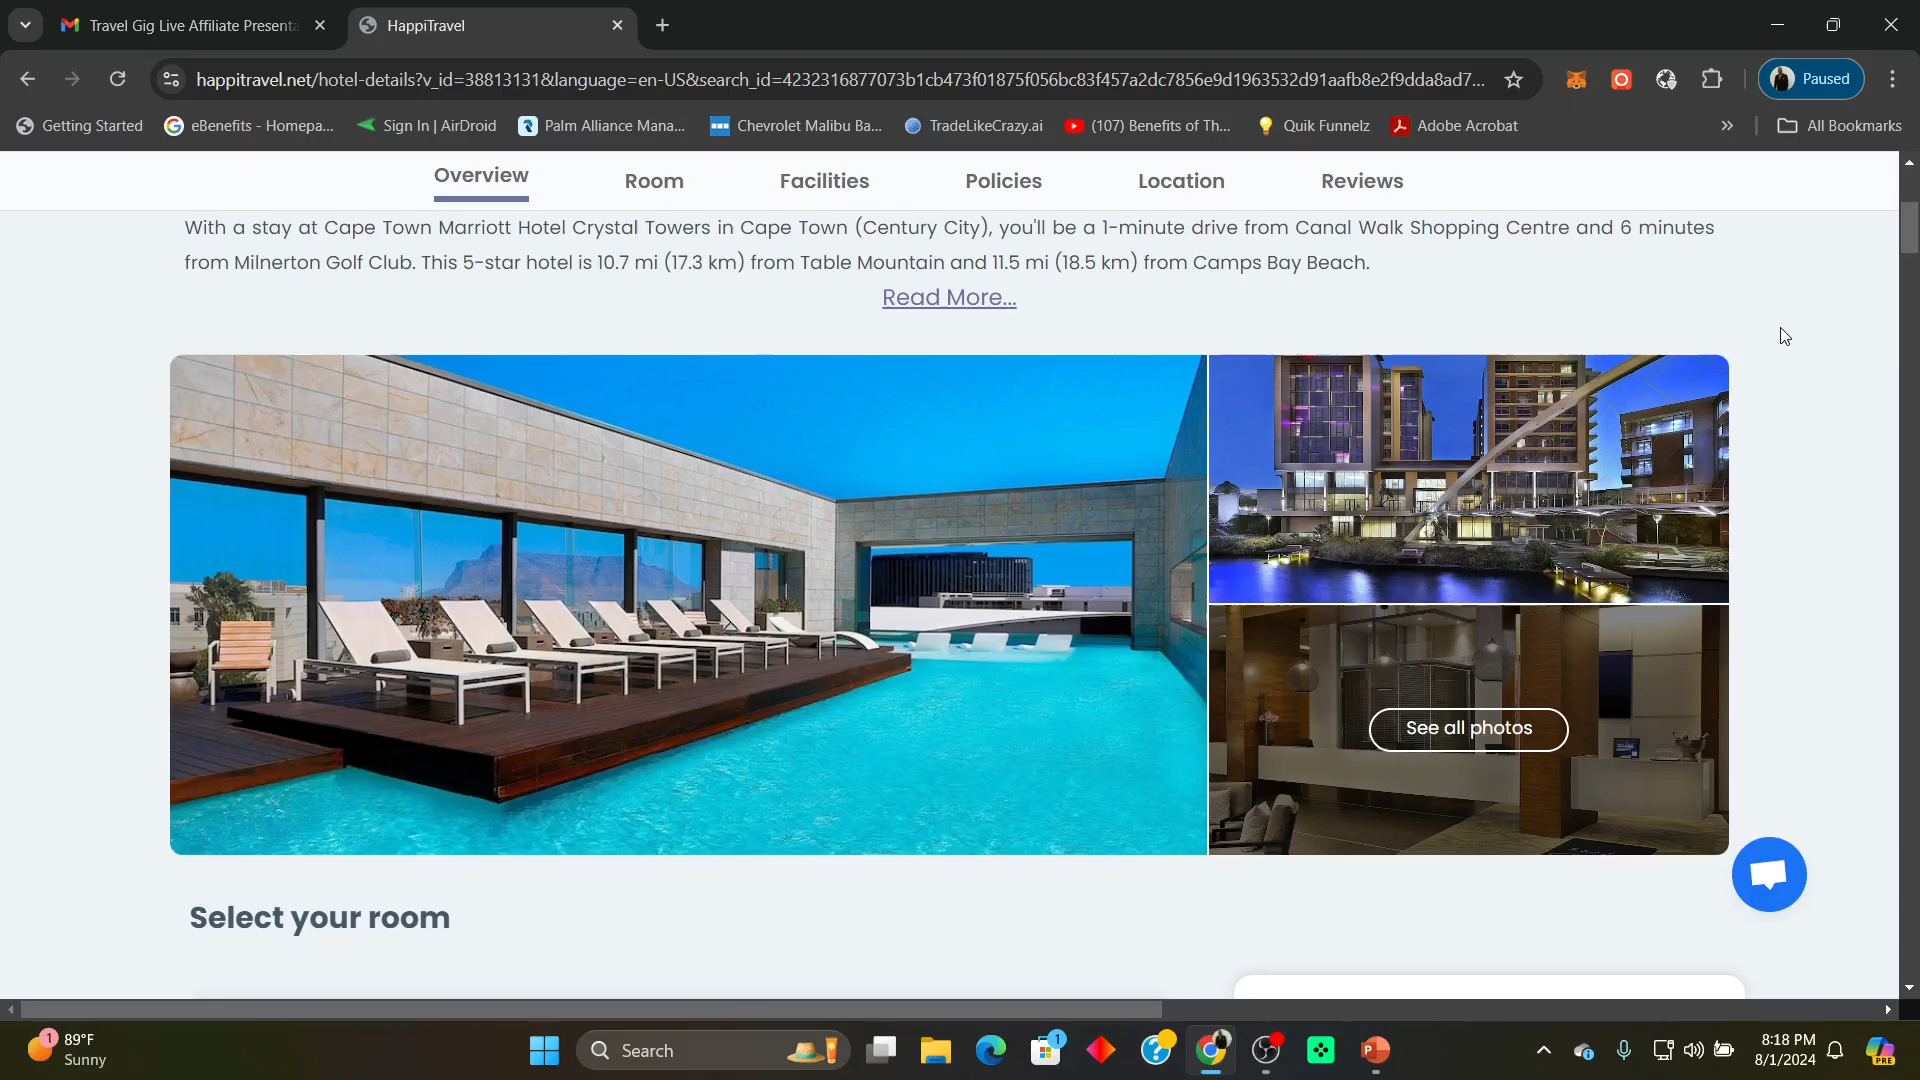 Travel Gig Live Affiliate Presenta
HappiTravel
happitravel.net/hotel-details?v_id=38813131&language=en-US&search_id=4232316877073b1cb473f01875f056bc83f457a2dc7856e9d1963532d91aafb8e2f9dda8ad7...
Paused
Getting Started
eBenefits - Homepa...
Sign In | AirDroid
Palm Alliance Mana...
Chevrolet Malibu Ba...
TradeLikeCrazy.ai
(107) Benefits of Th...
Quik Funnelz
Adobe Acrobat
»
All Bookmarks
Overview
Room
Facilities
Policies
Location
Reviews
With a stay at Cape Town Marriott Hotel Crystal Towers in Cape Town (Century City), you'll be a 1-minute drive from Canal Walk Shopping Centre and 6 minutes
from Milnerton Golf Club. This 5-star hotel is 10.7 mi (17.3 km) from Table Mountain and 11.5 mi (18.5 km) from Camps Bay Beach.
Read More...
See all photos
Select your room
1
89°F
Sunny
Search
1
8:18 PM
8/1/2024
PRE